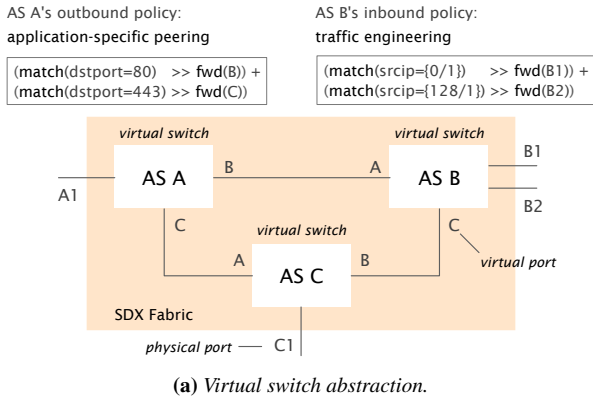 AS A's outbound policy:
application-specific peering
(match(dstport=80) >> fwd(B)) +
(match(dstport=443) >> fwd(C))
AS B's inbound policy:
traffic engineering
(match(srcip={0/1}) >> fwd(B1)) +
(match(srcip={128/1}) >> fwd(B2))
virtual switch
virtual switch
A1
AS A
B
A
AS B
B1
B2
C
C
virtual switch
virtual port
A
AS C
B
SDX Fabric
physical port
C1
(a) Virtual switch abstraction.